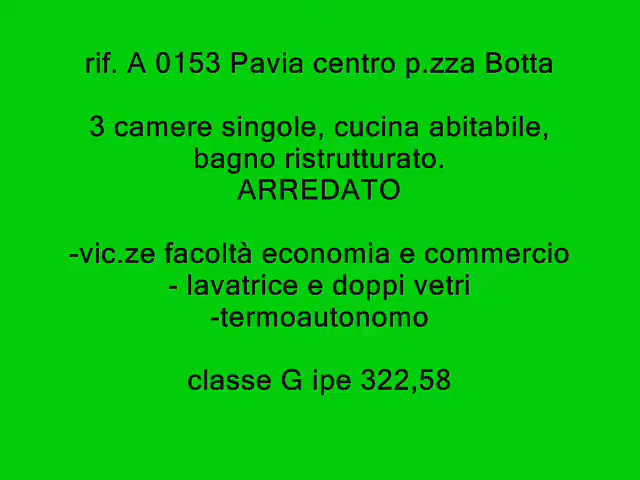 rif. A 0153 Pavia centro p.zza Botta
3 camere singole, cucina abitabile,
bagno ristrutturato.
ARREDATO
-vic.ze facoltà economia e commercio
- lavatrice e doppi vetri
-termoautonomo
classe G ipe 322,58